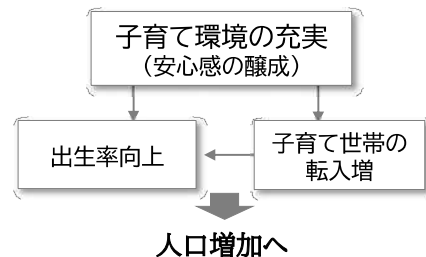 子育て環境の充実
（安心感の醸成）
出生率向上
子育て世帯の
転入増
人口増加へ